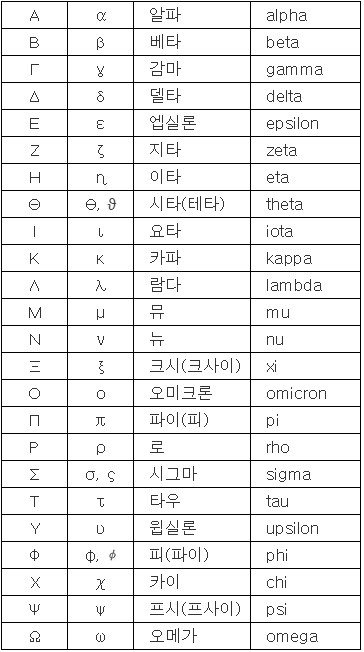 Α α 알파 alpha
Β β 베타 beta
Γ ɣ 감마 gamma
Δ δ 델타 delta
Ε ε 엡실론 epsilon
Ζ ζ 지타 zeta
Η η 이타 eta
Θ θ, ϑ 시타(테타) theta
Ι ι 요타 iota
Κ κ 카파 kappa
Λ λ 람다 lambda
Μ μ 뮤 mu
Ν ν 뉴 nu
Ξ ξ 크시(크사이) xi
Ο ο 오미크론 omicron
Π π 파이(피) pi
Ρ ρ 로 rho
Σ σ, ς 시그마 sigma
Τ τ 타우 tau
Υ υ 윕실론 upsilon
Φ φ, ϕ 피(파이) phi
Χ χ 카이 chi
Ψ ψ 프시(프사이) psi
Ω ω 오메가 omega